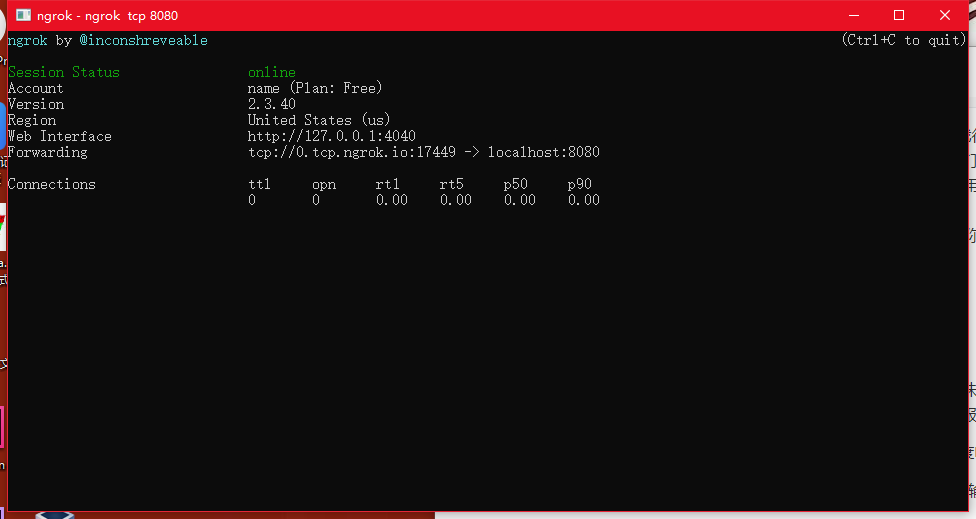 ngrok - ngrok tcp 8080
ngrok by @inconshreveable (Ctrl+C to quit)
Session Status online
Account name (Plan: Free)
Version 2.3.40
Region United States (us)
Web Interface http://127.0.0.1:4040
Forwarding tcp://0.tcp.ngrok.io:17449 -> localhost:8080
Connections ttl opn rt1 rt5 p50 p90
0 0 0.00 0.00 0.00 0.00